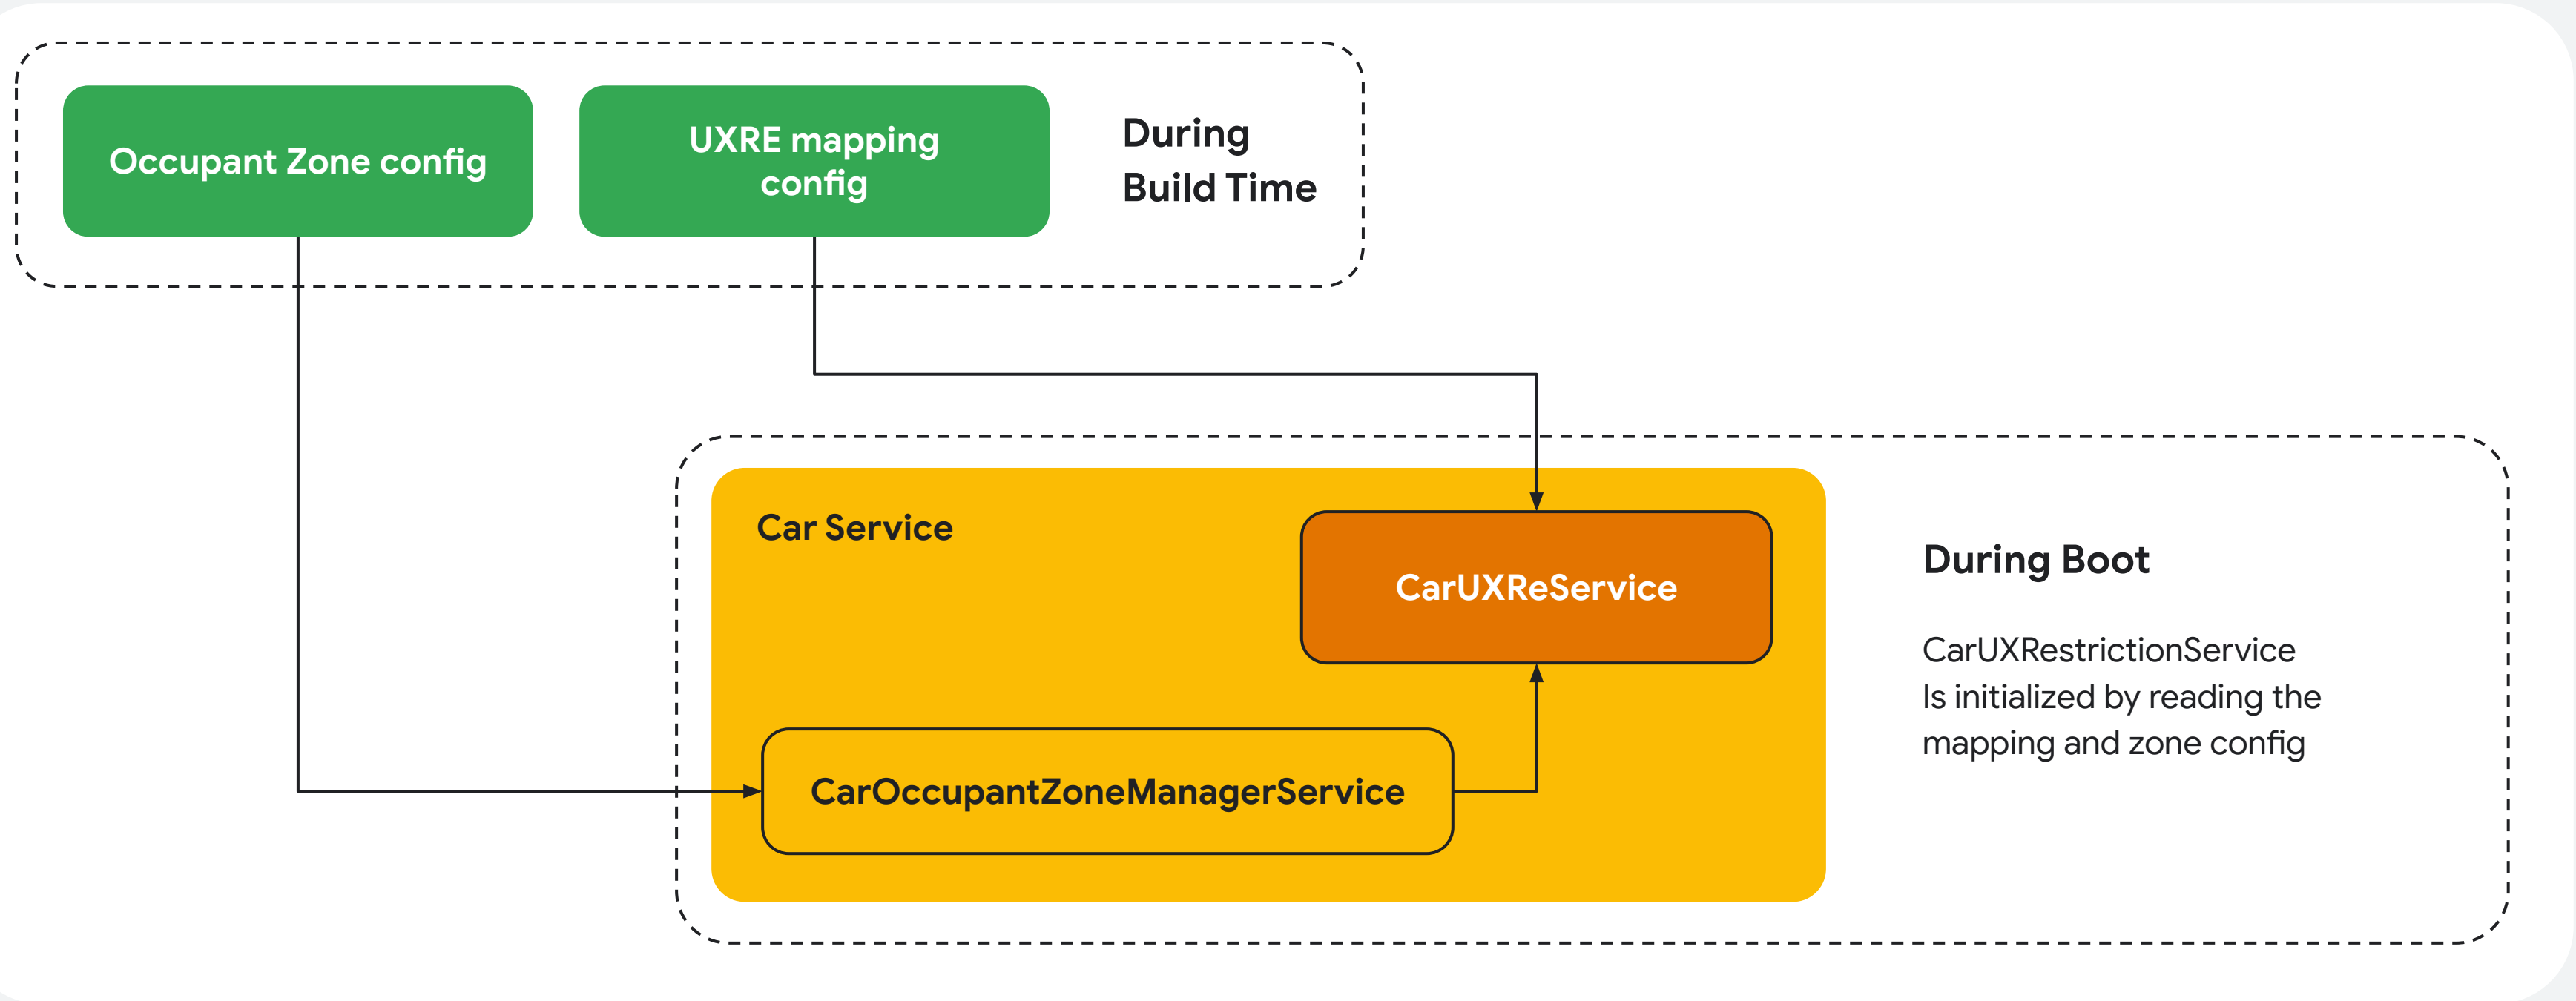 Occupant Zone config
UXRE mapping
config
During
Build Time
Car Service
CarUXReService
CarOccupantZoneManagerService
During Boot
CarUXRestrictionService
Is initialized by reading the
mapping and zone config